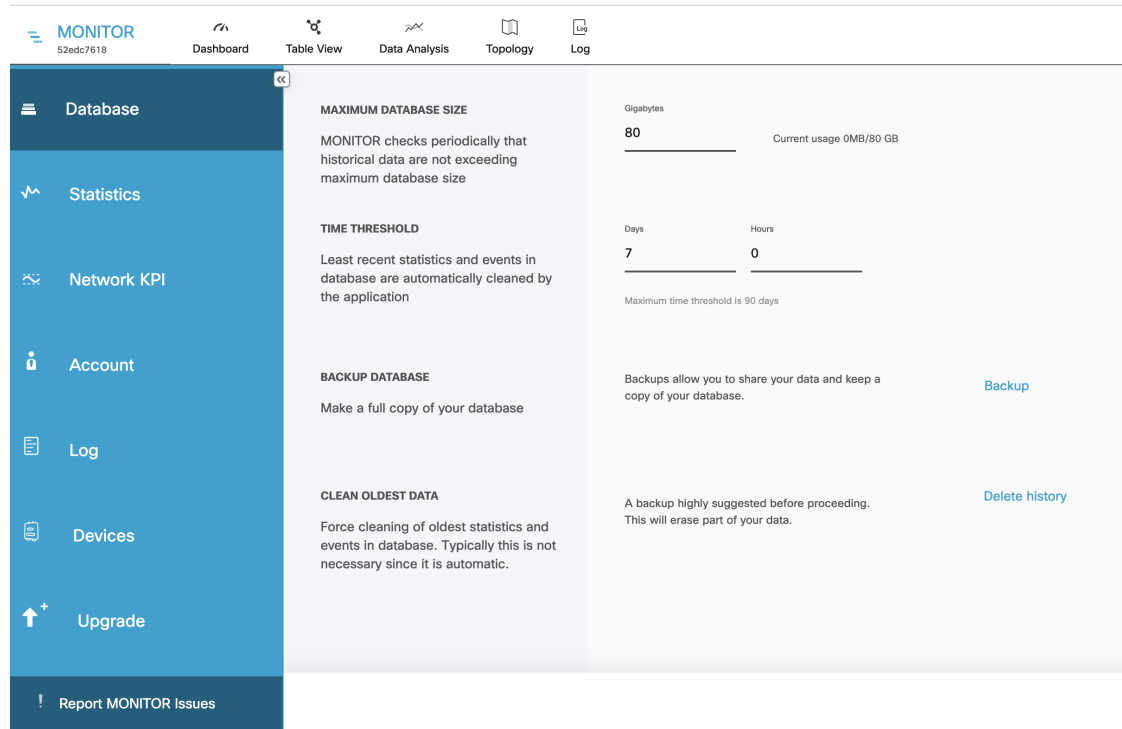 MONITOR
52edc7618
Dashboard
Table View
Data Analysis
Topology
Log
Log
Database
Statistics
Network KPI
Account
Log
Devices
Upgrade
Report MONITOR Issues
MAXIMUM DATABASE SIZE
MONITOR checks periodically that
historical data are not exceeding
maximum database size
Gigabytes
80
Current usage 0MB/80 GB
TIME THRESHOLD
Least recent statistics and events in
database are automatically cleaned by
the application
Days
7
Hours
0
Maximum time threshold is 90 days
BACKUP DATABASE
Make a full copy of your database
Backups allow you to share your data and keep a
copy of your database.
Backup
CLEAN OLDEST DATA
Force cleaning of oldest statistics and
events in database. Typically this is not
necessary since it is automatic.
A backup highly suggested before proceeding.
This will erase part of your data.
Delete history